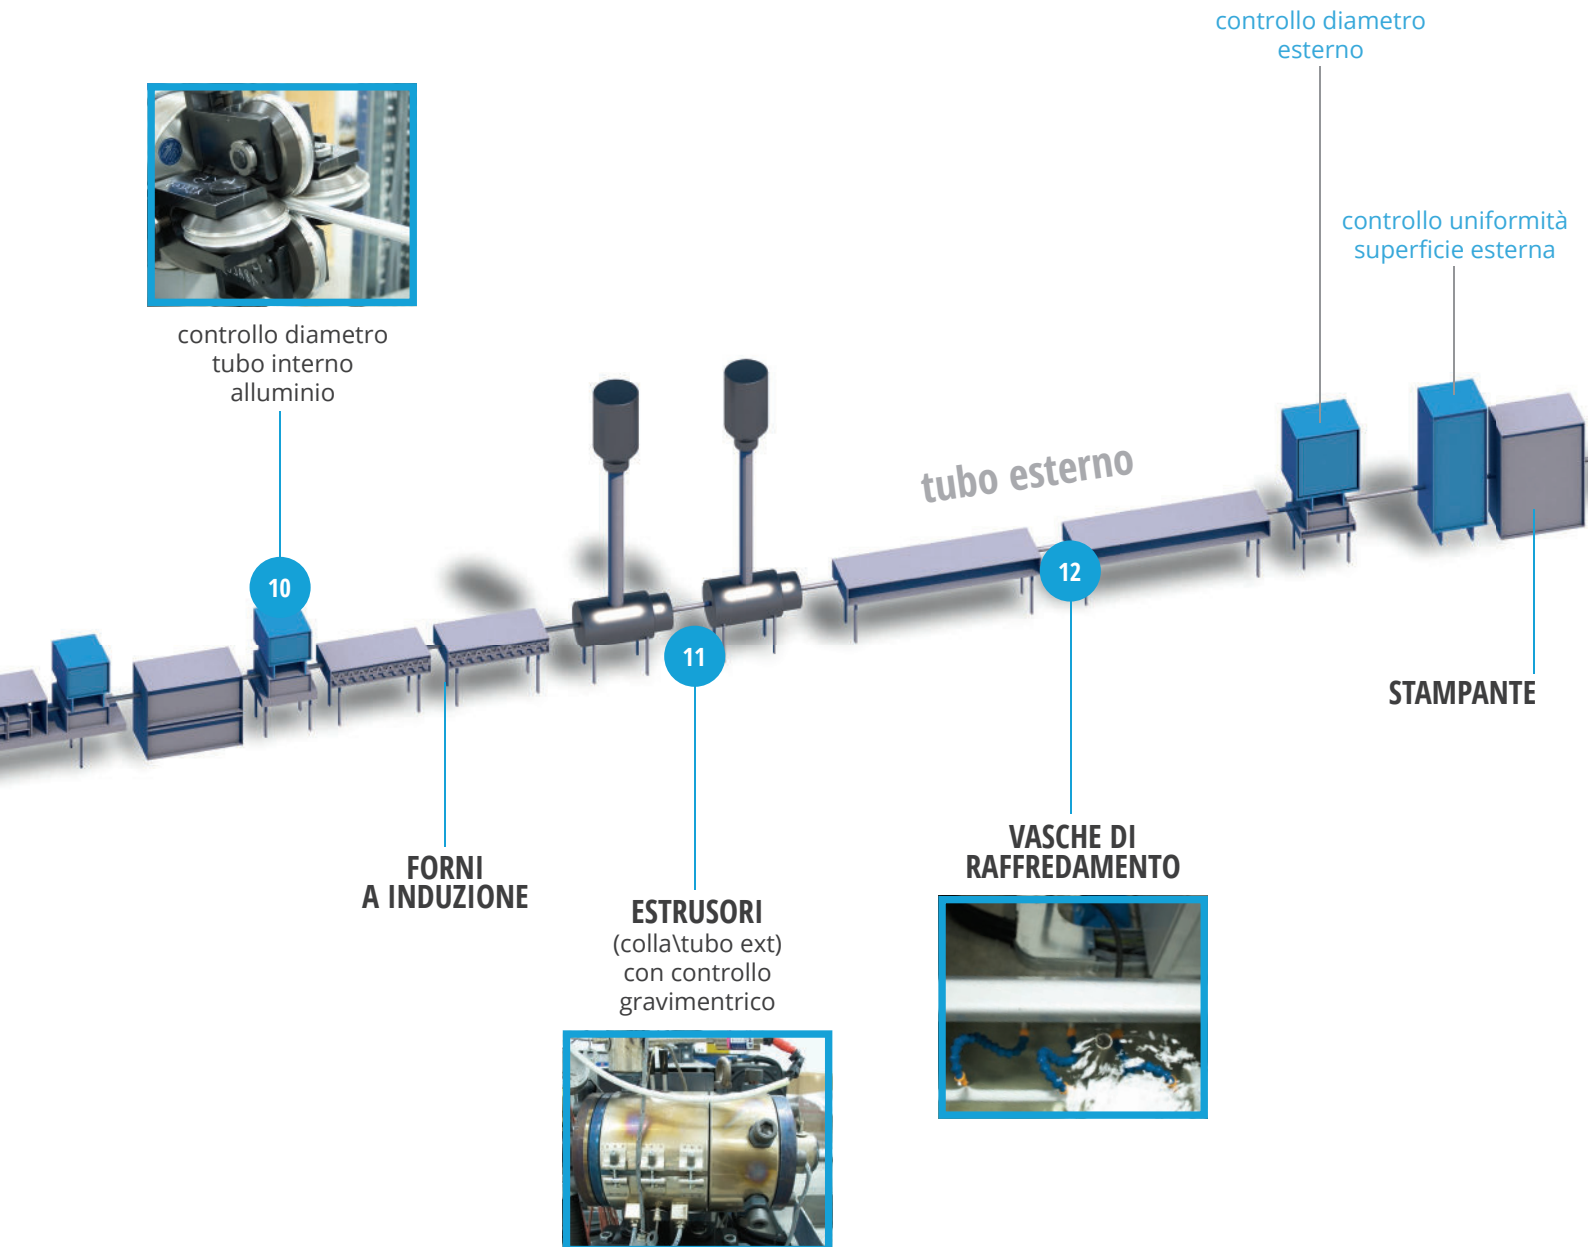 controllo diametro
esterno
controllo uniformità
superficie esterna
controllo diametro
tubo interno
alluminio
tubo esterno
10
12
11
STAMPANTE
FORNI
A INDUZIONE
ESTRUSORI
(colla\tubo ext)
con controllo
gravimentrico
VASCHE DI
RAFFREDAMENTO